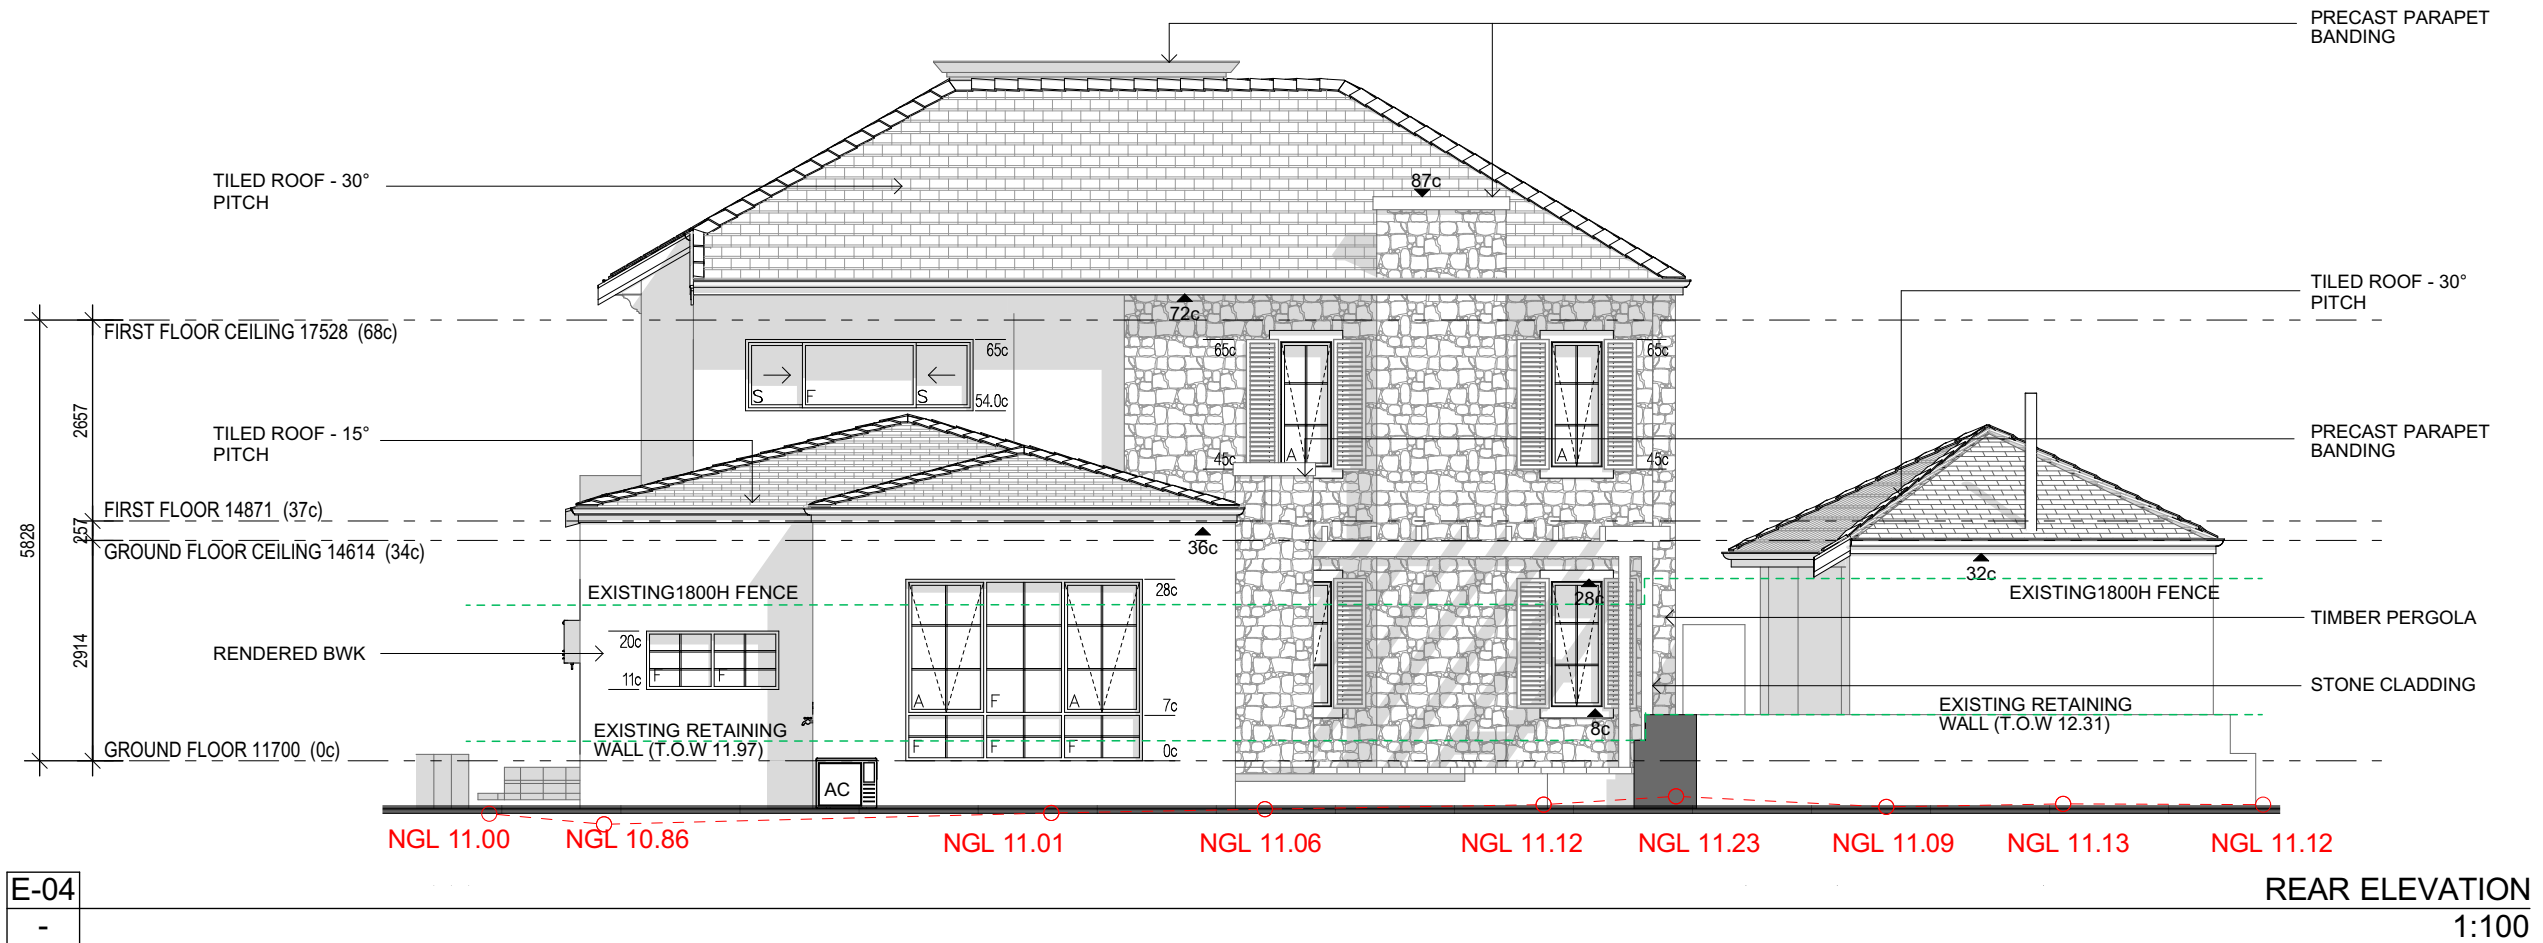 PRECAST PARAPET
BANDING
TILED ROOF - 30°
PITCH
87c
TILED ROOF - 30°
PITCH
72c
FIRST FLOOR CEILING 17528 (68c)
65c
65c
65c
S
F
S
54.0c
2657
TILED ROOF - 15°
PITCH
PRECAST PARAPET
BANDING
A
A
45c
45c
FIRST FLOOR 14871 (37c)
257
5828
GROUND FLOOR CEILING 14614 (34c)
36c
32c
EXISTING1800H FENCE
28c
28c
EXISTING1800H FENCE
TIMBER PERGOLA
2914
RENDERED BWK
20c
11c
F
F
STONE CLADDING
A
F
A
7c
EXISTING RETAINING
WALL (T.O.W 11.97)
8c
EXISTING RETAINING
WALL (T.O.W 12.31)
GROUND FLOOR 11700 (0c)
F
F
F
0c
AC
NGL 11.00
NGL 10.86
NGL 11.01
NGL 11.06
NGL 11.12
NGL 11.23
NGL 11.09
NGL 11.13
NGL 11.12
E-04
-
REAR ELEVATION
1:100